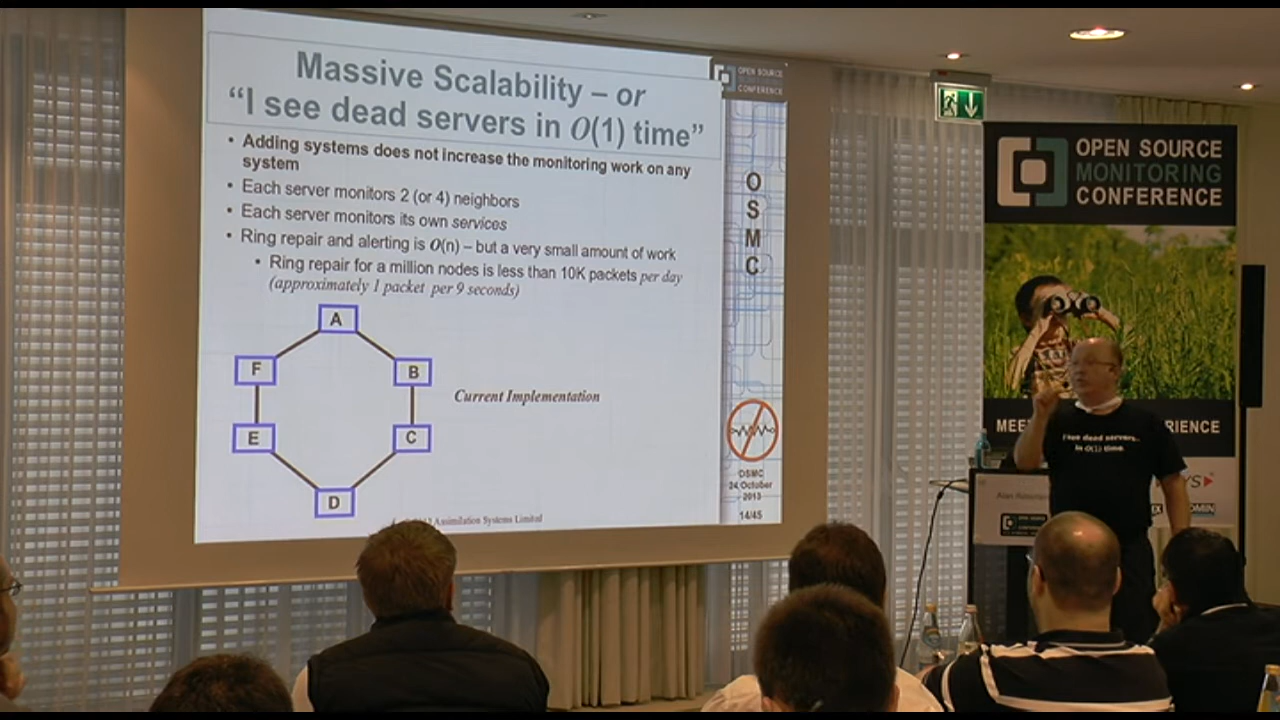 Massive Scalability – or
“I see dead servers in O(1) time”
• Adding systems does not increase the monitoring work on any
system
• Each server monitors 2 (or 4) neighbors
• Each server monitors its own services
• Ring repair and alerting is O(n) – but a very small amount of work
• Ring repair for a million nodes is less than 10K packets per day
(approximately 1 packet per 9 seconds)
A
F
B
Current Implementation
E
C
D
Assimilation Systems Limited
OPEN SOURCE
MONITORING
CONFERENCE
O
S
M
C
OSMC
24 October
2013
14/45
OPEN SOURCE
MONITORING
CONFERENCE
I see dead servers..
in O(1) time.
Alan